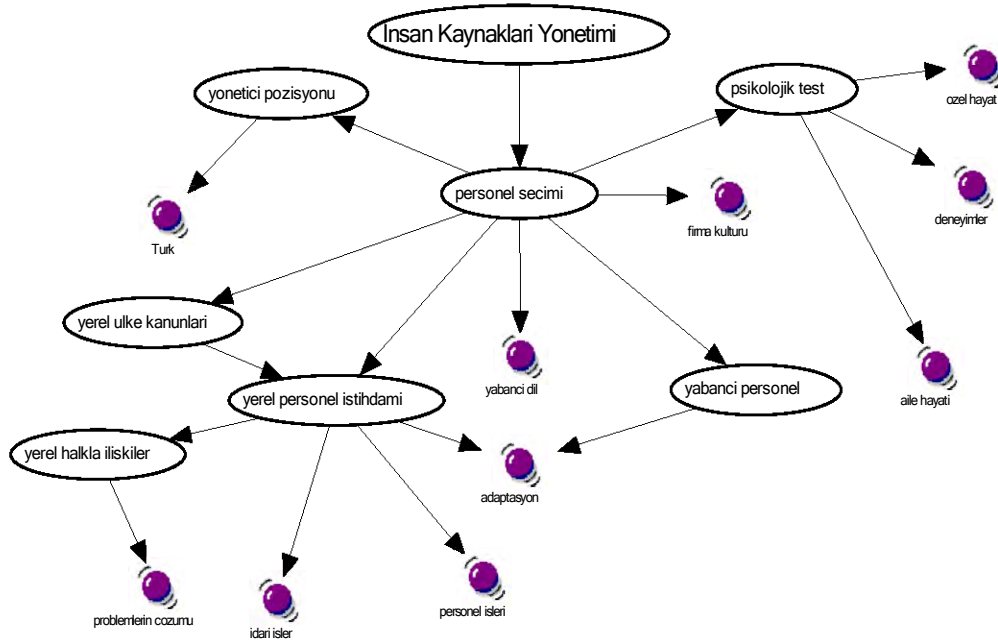 Insan Kaynaklari Yonetimi
yonetici pozisyonu
psikolojik test
ozel hayat
personel secimi
Turk
firma kulturu
deneyimler
yerel ulke kanunlari
yabanci dil
yerel personel istihdami
yabanci personel
aile hayati
yerel halkla iliskiler
adaptasyon
problemlerin cozumu
idari isler
personel isleri